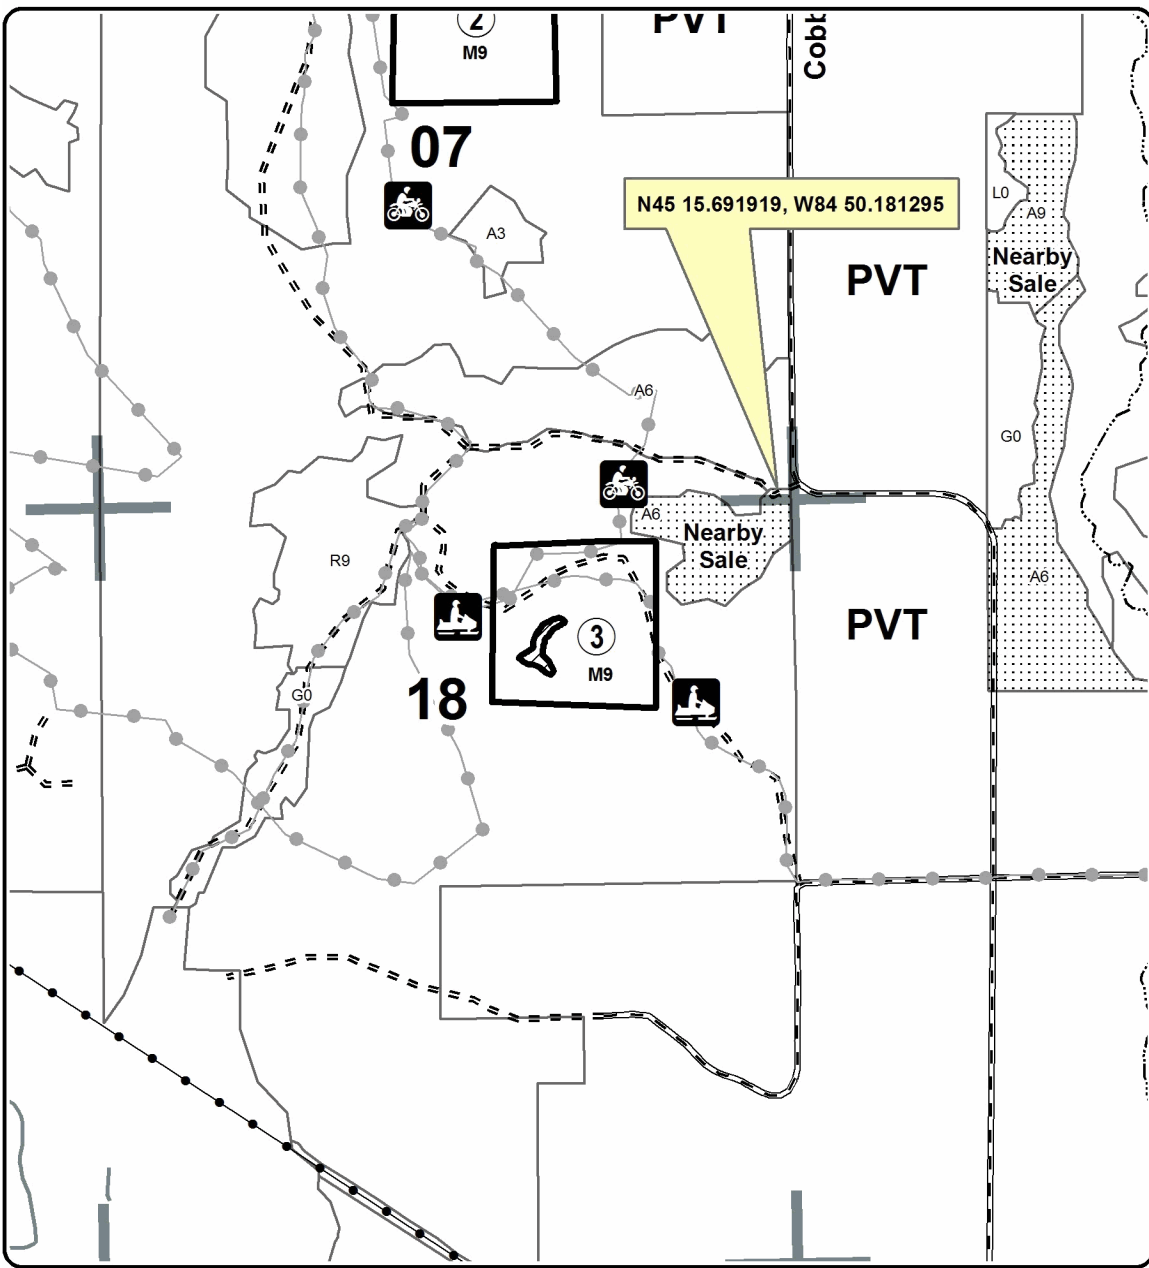 2
M9
PVT
Cobb
07
N45 15.691919, W84 50.181295
A3
L0
A9
Nearby
Sale
PVT
A6
G0
A6
Nearby
Sale
R9
A6
3
M9
PVT
G0
18